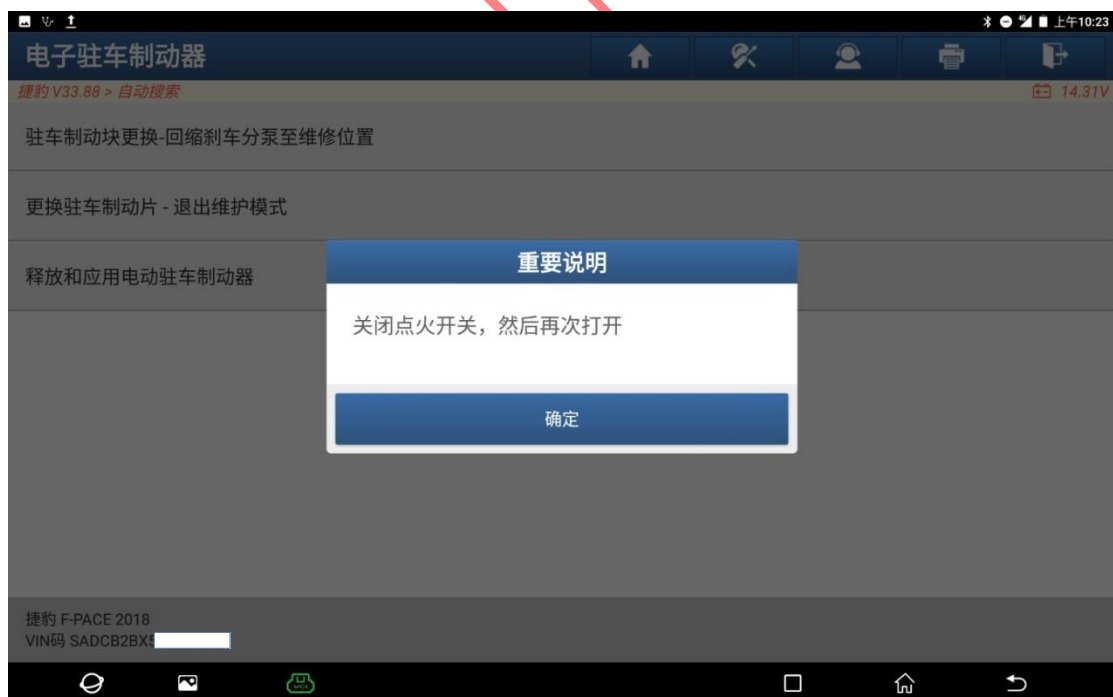 上午10:23
电子驻车制动器
捷豹 V33.88 > 自动搜索
14.31V
驻车制动块更换-回缩刹车分泵至维修位置
更换驻车制动片 - 退出维护模式
释放和应用电动驻车制动器
重要说明
关闭点火开关，然后再次打开
确定
捷豹 F-PACE 2018
VIN码 SADCB2BX5
VCI